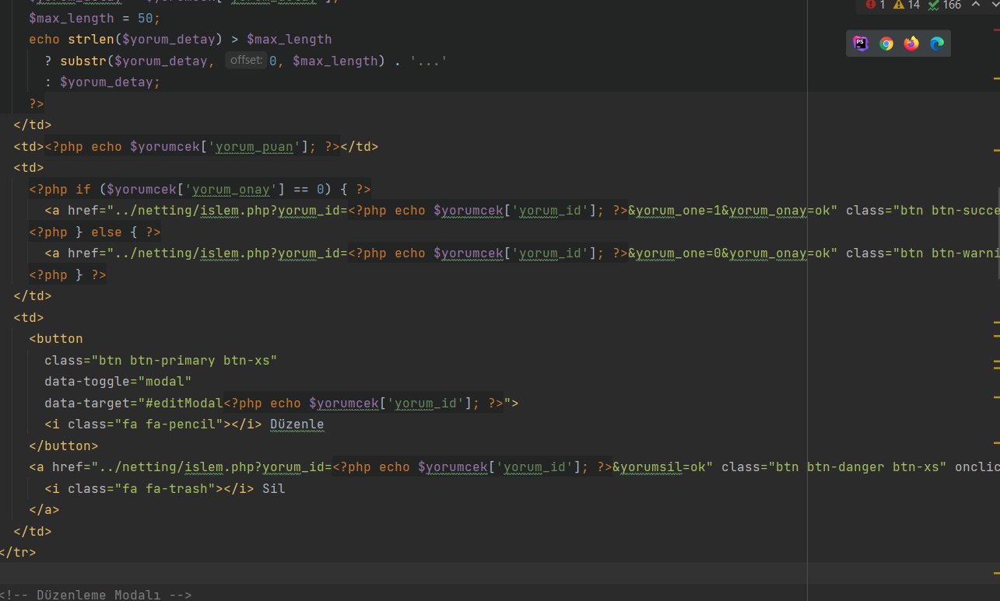 1 14 166
$max_length = 50;
echo strlen($yorum_detay) > $max_length
? substr($yorum_detay, offset: 0, $max_length) . '...'
: $yorum_detay;
?>
</td>
<td><?php echo $yorumcek['yorum_puan']; ?></td>
<td>
<?php if ($yorumcek['yorum_onay'] == 0) { ?>
<a href="../netting/islem.php?yorum_id=<?php echo $yorumcek['yorum_id']; ?>&yorum_one=1&yorum_onay=ok" class="btn btn-succe
<?php } else { ?>
<a href="../netting/islem.php?yorum_id=<?php echo $yorumcek['yorum_id']; ?>&yorum_one=0&yorum_onay=ok" class="btn btn-warni
<?php } ?>
</td>
<td>
<button
class="btn btn-primary btn-xs"
data-toggle="modal"
data-target="#editModal<?php echo $yorumcek['yorum_id']; ?>">
<i class="fa fa-pencil"></i> Düzenle
</button>
<a href="../netting/islem.php?yorum_id=<?php echo $yorumcek['yorum_id']; ?>&yorumsil=ok" class="btn btn-danger btn-xs" onclic
<i class="fa fa-trash"></i> Sil
</a>
</td>
</tr>
<!-- Düzenleme Modalı -->